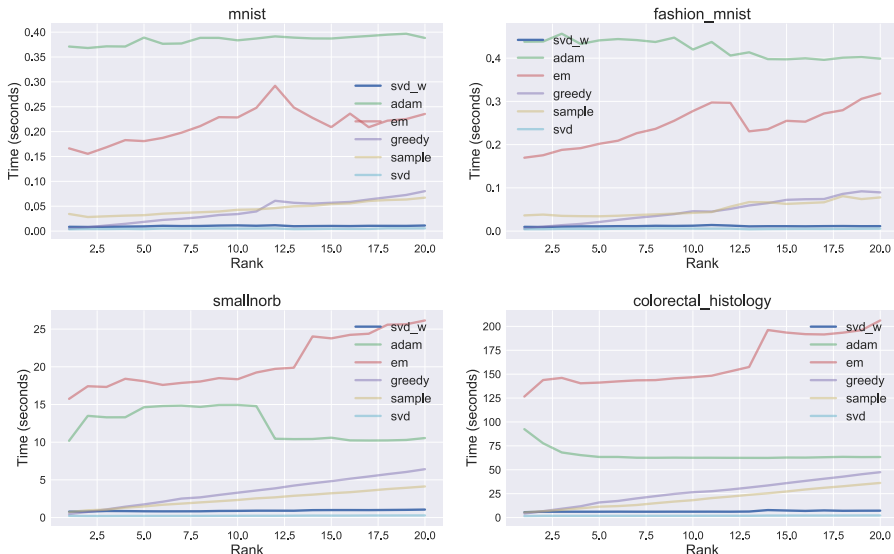 mnist
Time (seconds)
0.40
0.35
0.30
0.25
0.20
0.15
0.10
0.05
0.00
svd_w
adam
em
greedy
sample
svd
2.5 5.0 7.5 10.0 12.5 15.0 17.5 20.0
Rank
fashion_mnist
Time (seconds)
0.4
0.3
0.2
0.1
0.0
svd_w
adam
em
greedy
sample
svd
2.5 5.0 7.5 10.0 12.5 15.0 17.5 20.0
Rank
smallnorb
Time (seconds)
25
20
15
10
5
0
svd_w
adam
em
greedy
sample
svd
2.5 5.0 7.5 10.0 12.5 15.0 17.5 20.0
Rank
colorectal_histology
Time (seconds)
200
175
150
125
100
75
50
25
0
svd_w
adam
em
greedy
sample
svd
2.5 5.0 7.5 10.0 12.5 15.0 17.5 20.0
Rank